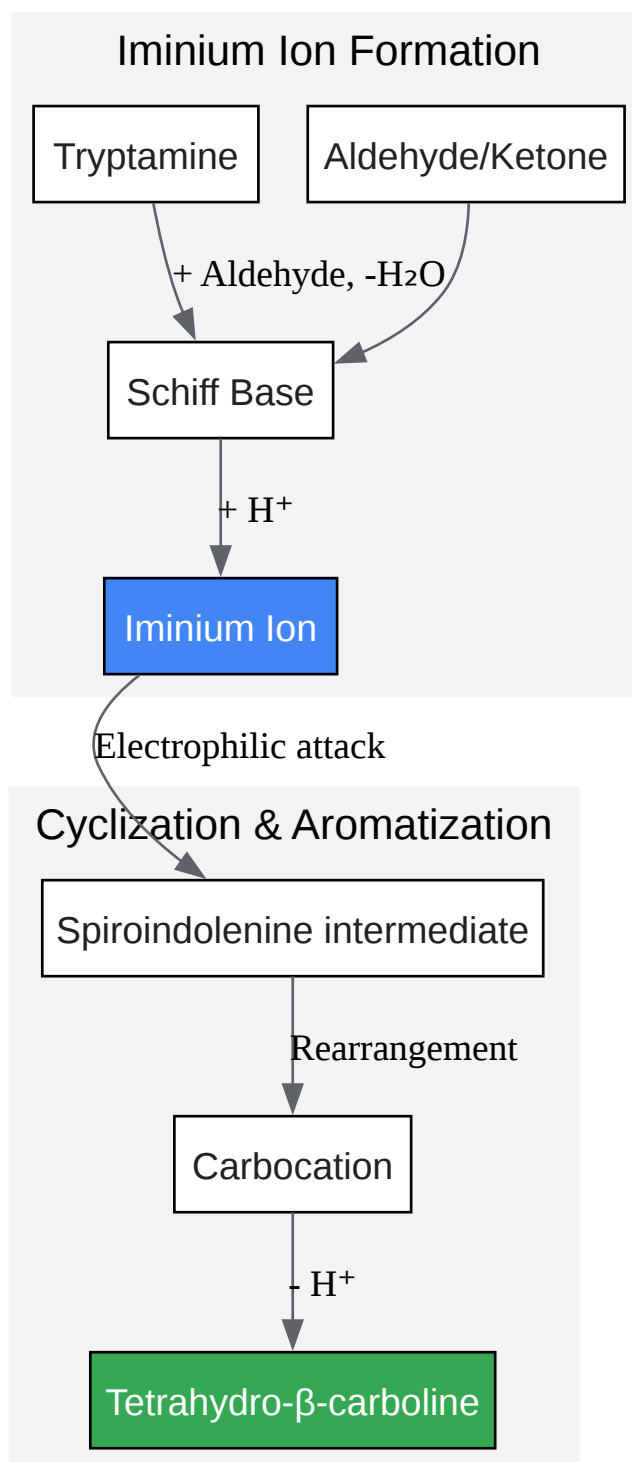 Iminium Ion Formation
Tryptamine
Aldehyde/Ketone
+ Aldehyde, -H₂O
Schiff Base
+ H⁺
Iminium Ion
Electrophilic attack
Cyclization & Aromatization
Spiroindolenine intermediate
Rearrangement
Carbocation
- H⁺
Tetrahydro-β-carboline